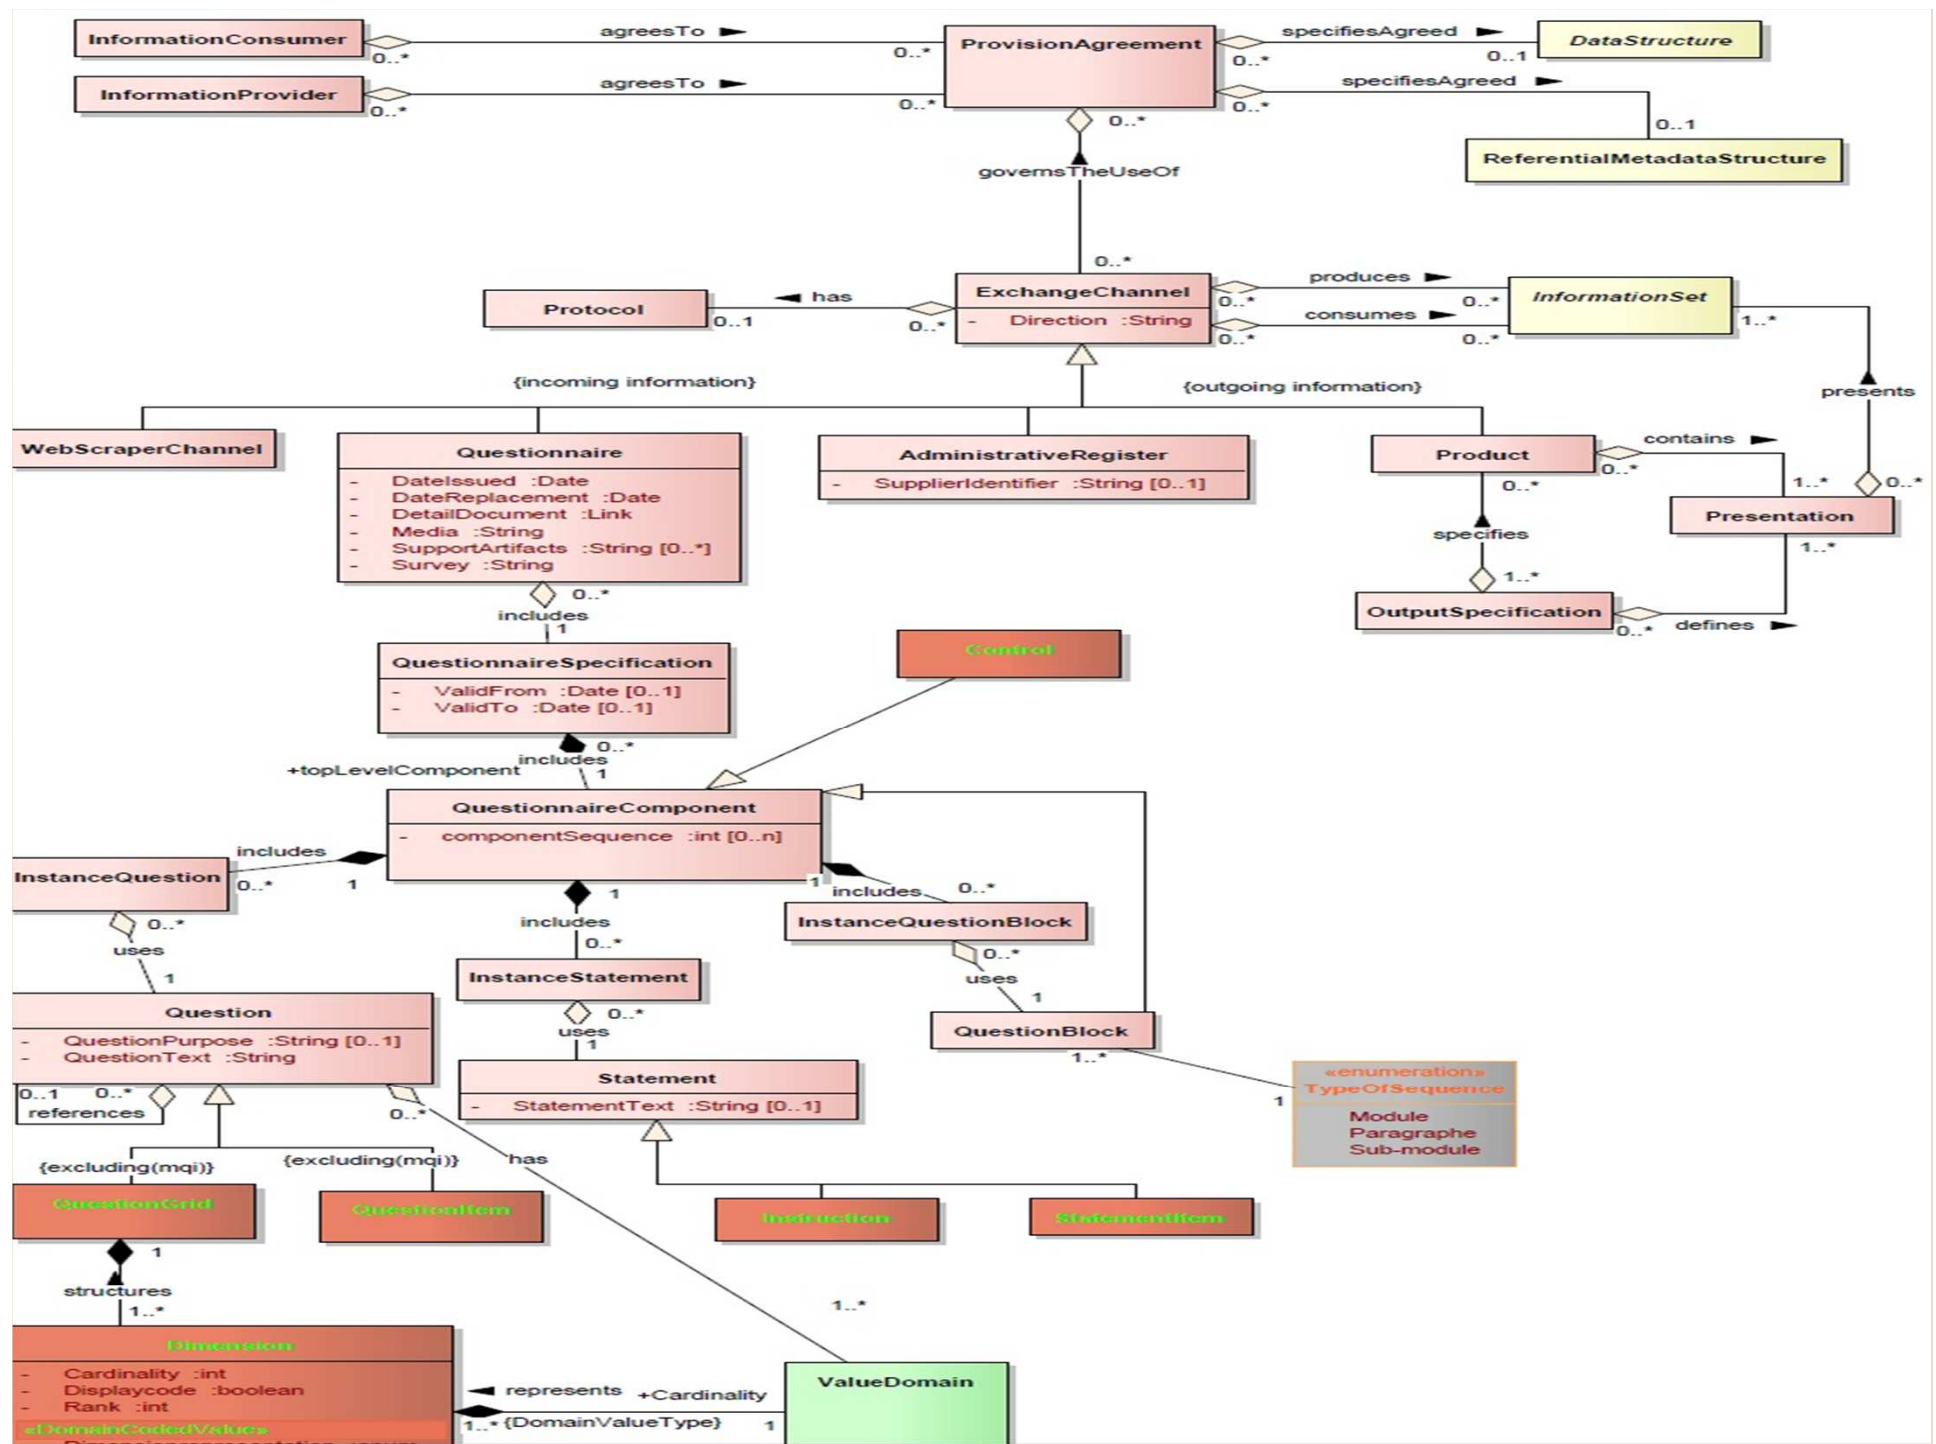 InformationConsumer
agreesTo
0..*
0..*
ProvisionAgreement
specifiesAgreed
0..*
0..1
DataStructure
InformationProvider
agreesTo
0..*
0..*
specifiesAgreed
0..*
0..1
ReferentialMetadataStructure
0..*
governsTheUseOf
0..*
Protocol
has
0..1
0..*
ExchangeChannel
- Direction :String
produces
0..*
0..*
consumes
0..*
0..*
InformationSet
1..*
presents
{incoming information}
{outgoing information}
WebScraperChannel
Questionnaire
- DateIssued :Date
- DateReplacement :Date
- DetailDocument :Link
- Media :String
- SupportArtifacts :String [0..*]
- Survey :String
AdministrativeRegister
- SupplierIdentifier :String [0..1]
Product
contains
0..*
1..*
0..*
0..*
Presentation
1..*
specifies
1..*
OutputSpecification
0..*
defines
0..*
includes
1
QuestionnaireSpecification
- ValidFrom :Date [0..1]
- ValidTo :Date [0..1]
Control
0..*
includes
+topLevelComponent
1
QuestionnaireComponent
- componentSequence :int [0..n]
includes
0..*
1
InstanceQuestion
1
includes
0..*
1
includes
0..*
InstanceQuestionBlock
0..*
uses
1
InstanceStatement
0..*
uses
1
0..*
uses
1
QuestionBlock
1..*
Question
- QuestionPurpose :String [0..1]
- QuestionText :String
0..1
0..*
references
0..*
Statement
- StatementText :String [0..1]
1
«enumeration»
TypeOfSequence
Module
Paragraphe
Sub-module
{excluding(mqi)}
{excluding(mqi)}
has
QuestionGrid
QuestionItem
Instruction
StatementItem
1
structures
1..*
1..*
Dimension
- Cardinality :int
- Displaycode :boolean
- Rank :int
«DomainCodedValue»
represents
+Cardinality
1..*
{DomainValueType}
1
ValueDomain